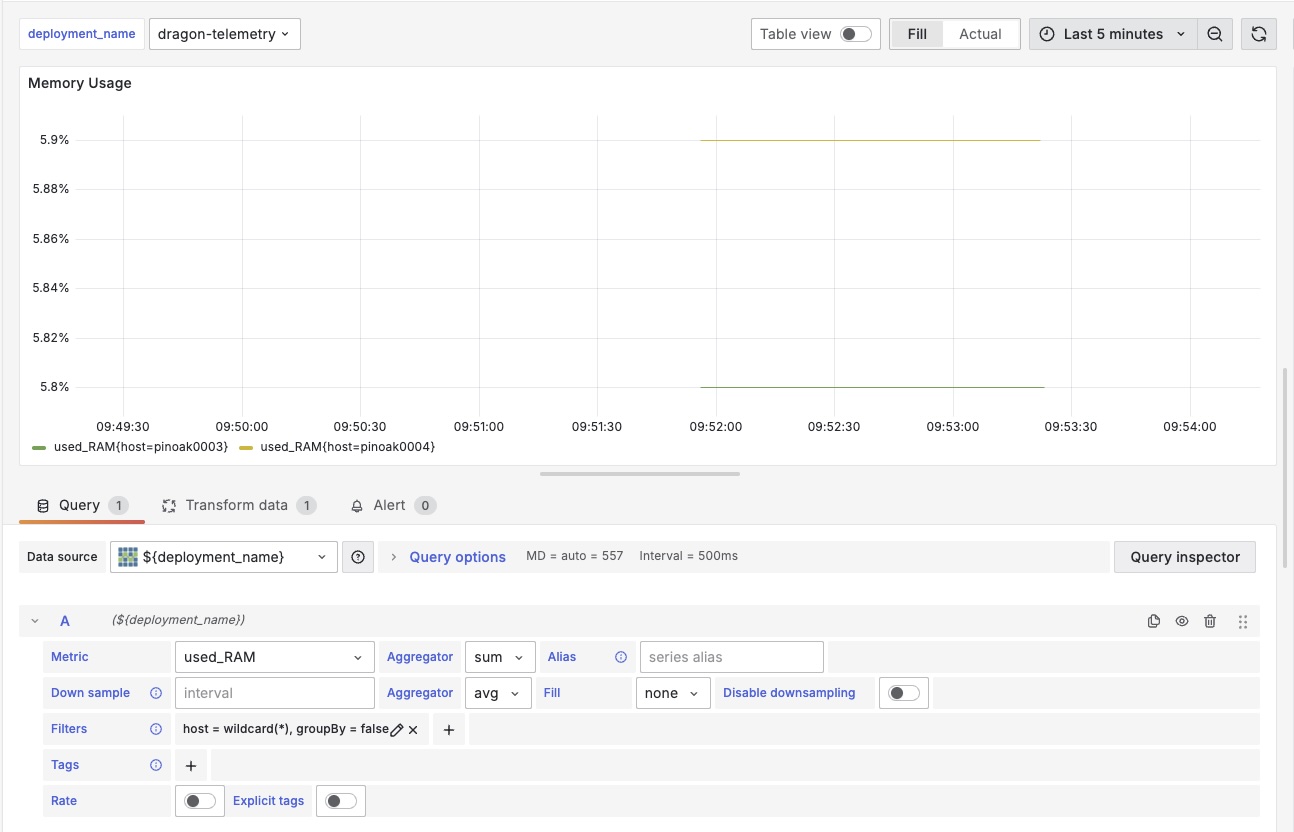 deployment_name dragon-telemetry Table view Fill Actual Last 5 minutes
Memory Usage
5.9%
5.88%
5.86%
5.84%
5.82%
5.8%
09:49:30 09:50:00 09:50:30 09:51:00 09:51:30 09:52:00 09:52:30 09:53:00 09:53:30 09:54:00
used_RAM{host=pinoak0003} used_RAM{host=pinoak0004}
Query 1 Transform data 1 Alert 0
Data source ${deployment_name} Query options MD = auto = 557 Interval = 500ms Query inspector
A (${deployment_name})
Metric used_RAM Aggregator sum Alias series alias
Down sample interval Aggregator avg Fill none Disable downsampling
Filters host = wildcard(*), groupBy = false
Tags
Rate Explicit tags